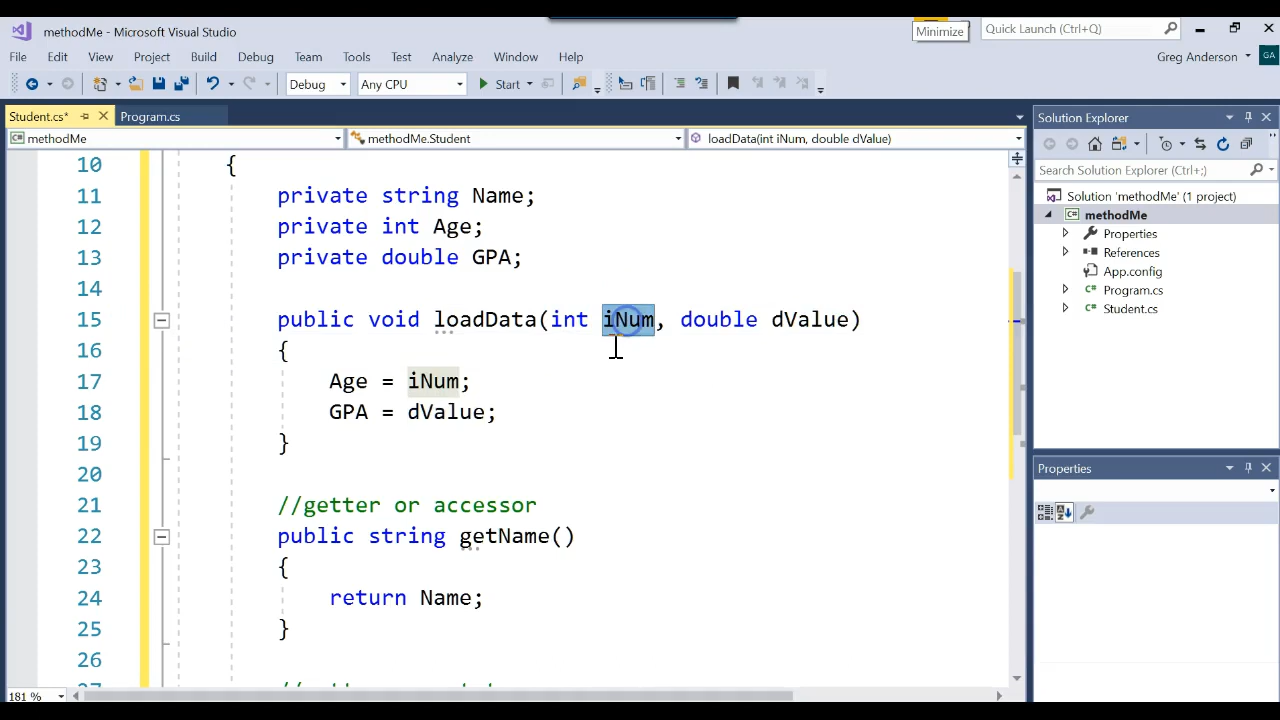 methodMe - Microsoft Visual Studio
Minimize
Quick Launch (Ctrl+Q)
File Edit View Project Build Debug Team Tools Test Analyze Window Help
Greg Anderson
GA
Debug Any CPU Start
Student.cs* Program.cs
methodMe methodMe.Student loadData(int iNum, double dValue)
10 {
11 private string Name;
12 private int Age;
13 private double GPA;
14
15 public void loadData(int iNum, double dValue)
16 {
17 Age = iNum;
18 GPA = dValue;
19 }
20
21 //getter or accessor
22 public string getName()
23 {
24 return Name;
25 }
26
181 %
Solution Explorer
Search Solution Explorer (Ctrl+;)
Solution 'methodMe' (1 project)
methodMe
Properties
References
App.config
Program.cs
Student.cs
Properties